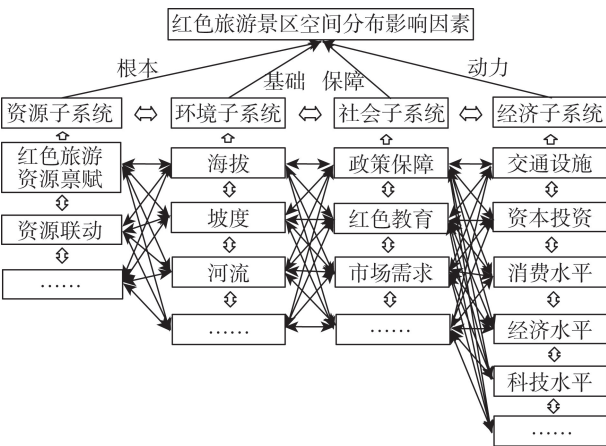 红色旅游景区空间分布影响因素
根本
基础
保障
动力
资源子系统
环境子系统
社会子系统
经济子系统
红色旅游
资源禀赋
海拔
政策保障
交通设施
资源联动
坡度
红色教育
资本投资
……
河流
市场需求
消费水平
……
……
经济水平
科技水平
……